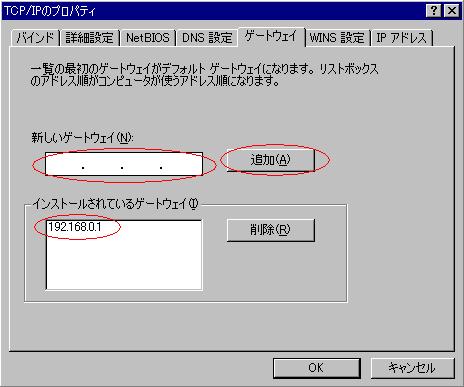 TCP/IPのプロパティ
バインド 詳細設定 NetBIOS DNS 設定 ゲートウェイ WINS 設定 IP アドレス
一覧の最初のゲートウェイがデフォルト ゲートウェイになります。リストボックス
のアドレス順がコンピュータが使うアドレス順になります。
新しいゲートウェイ(N):
. . . 追加(A)
インストールされているゲートウェイ(I)
192.168.0.1 削除(R)
OK キャンセル